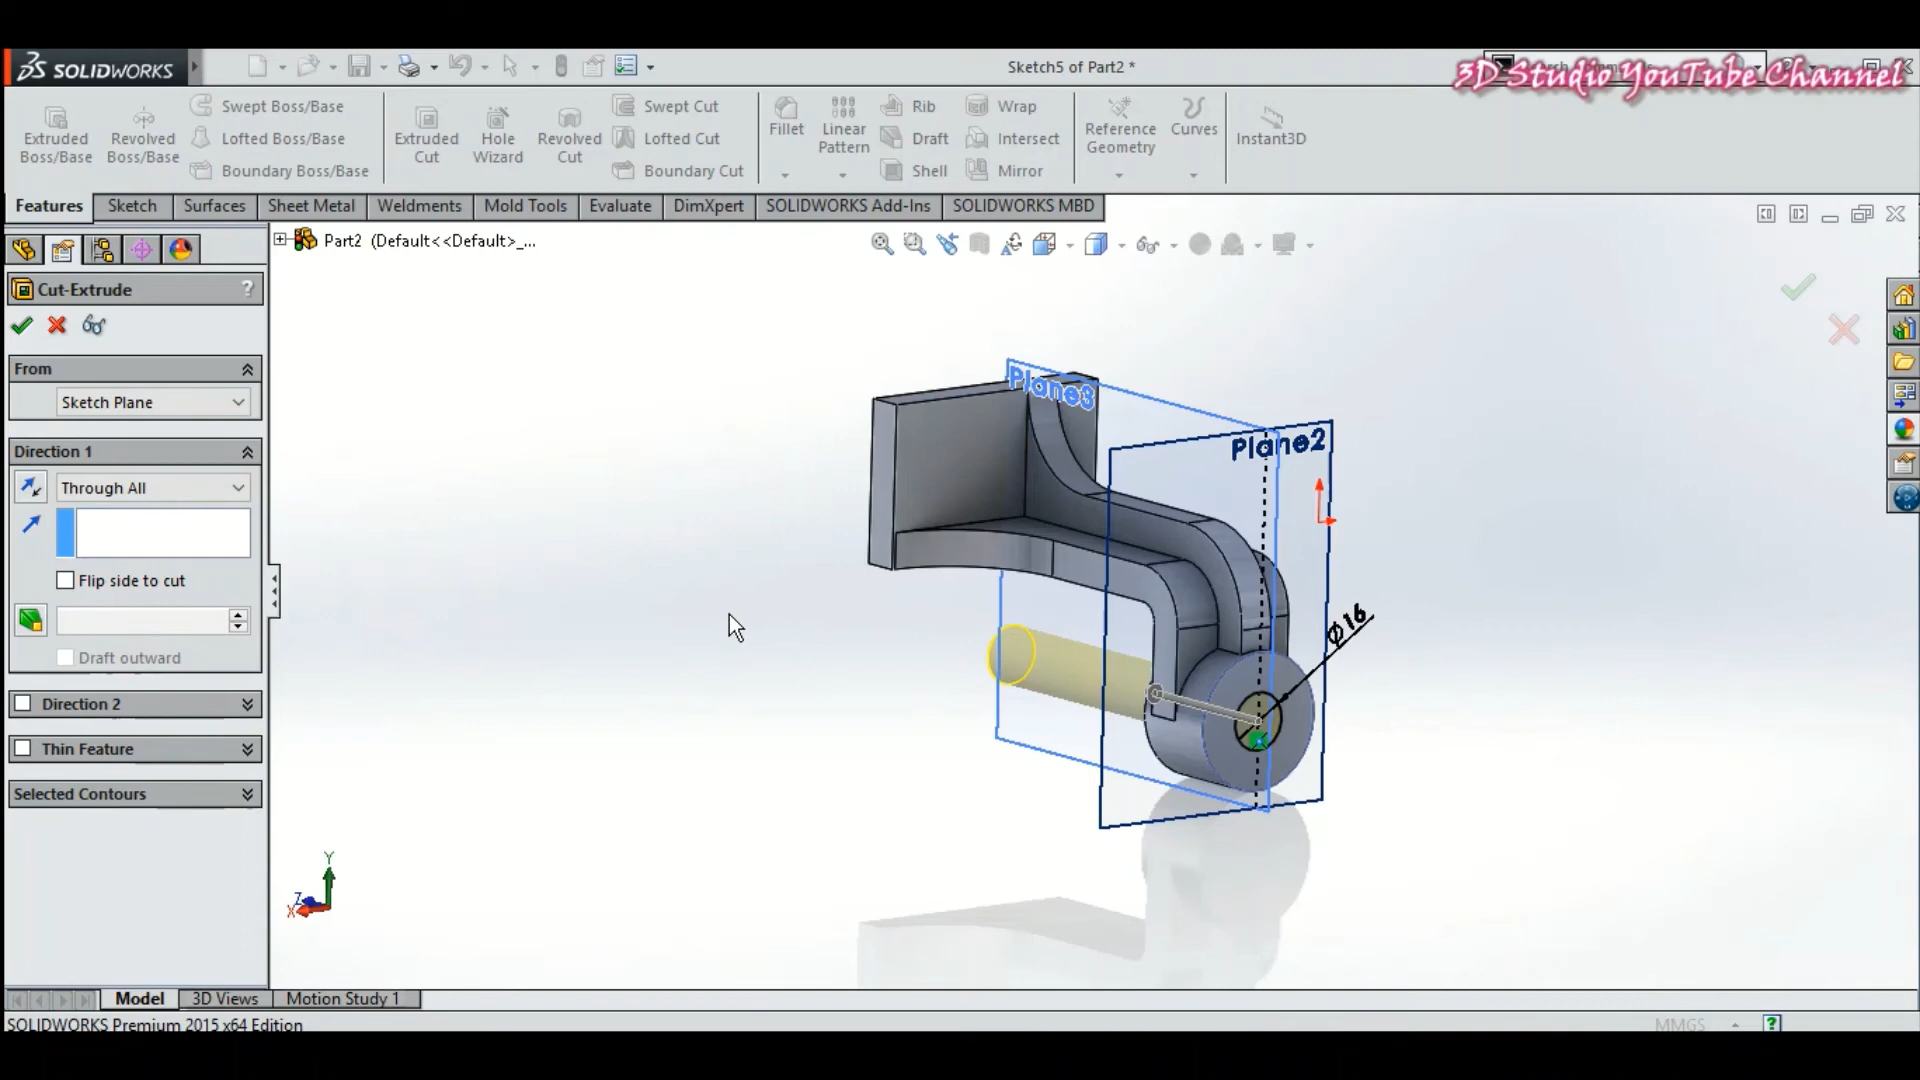 SOLIDWORKS
Sketch5 of Part2 *
3D Studio YouTube Channel
Extruded Boss/Base
Revolved Boss/Base
Swept Boss/Base
Lofted Boss/Base
Boundary Boss/Base
Extruded Cut
Hole Wizard
Revolved Cut
Swept Cut
Lofted Cut
Boundary Cut
Fillet
Linear Pattern
Rib
Draft
Shell
Wrap
Intersect
Mirror
Reference Geometry
Curves
Instant3D
Features
Sketch
Surfaces
Sheet Metal
Weldments
Mold Tools
Evaluate
DimXpert
SOLIDWORKS Add-Ins
SOLIDWORKS MBD
Part2 (Default<<Default>_...
Cut-Extrude
?
From
Sketch Plane
Direction 1
Through All
Flip side to cut
Draft outward
Direction 2
Thin Feature
Selected Contours
Plane3
Plane2
Ø16
Y
Z
X
Model
3D Views
Motion Study 1
SOLIDWORKS Premium 2015 x64 Edition
MMGS
?